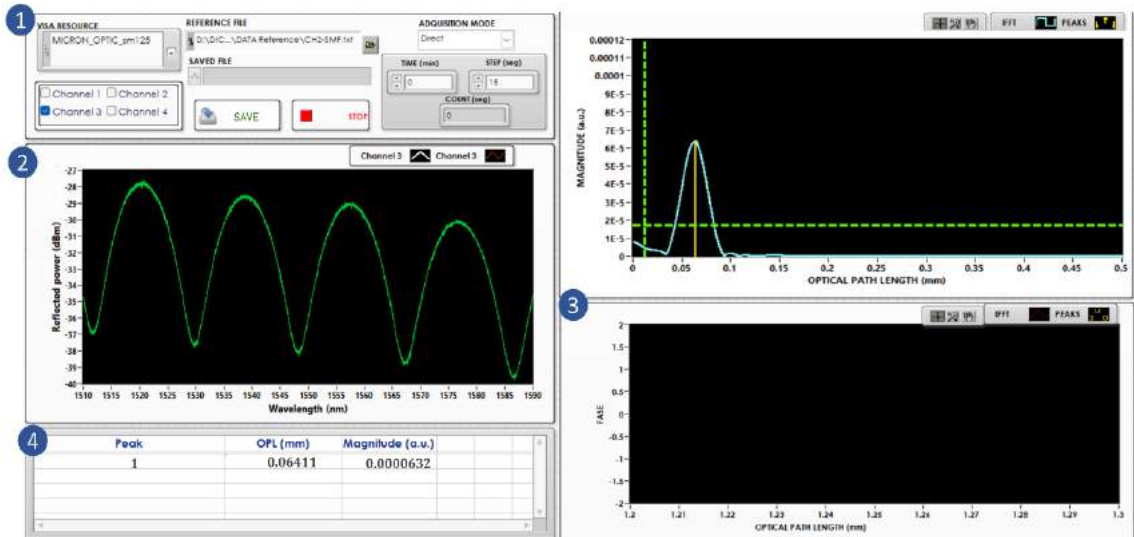 1
VISA RESOURCE
MICRON_OPTIC_sm125
REFERENCE FILE
D:\DIC...\DATA Reference\CH2-SMF.txt
SAVED FILE
ADQUISITION MODE
Direct
TIME (min)
STEP (seg)
0
15
COUNT (seg)
0
Channel 1 Channel 2
Channel 3 Channel 4
SAVE
STOP
2
Channel 3 Channel 3
-27
-28
-29
-30
-31
-33
-34
-35
-36
-38
-39
-40
Reflected power (dBm)
1510 1515 1520 1525 1530 1535 1540 1545 1550 1555 1560 1565 1570 1575 1580 1585 1590
Wavelength (nm)
4
Peak OPL (mm) Magnitude (a.u.)
1 0.06411 0.0000632
IFFT PEAKS
0.00012
0.00011
0.0001
9E-5
8E-5
7E-5
6E-5
5E-5
4E-5
3E-5
2E-5
1E-5
0
MAGNITUDE (a.u.)
0 0.05 0.1 0.15 0.2 0.25 0.3 0.35 0.4 0.45 0.5
OPTICAL PATH LENGTH (mm)
3
IFFT PEAKS
2
1.5
1
0.5
0
-0.5
-1
-1.5
-2
FASE
1.2 1.21 1.22 1.23 1.24 1.25 1.26 1.27 1.28 1.29 1.3
OPTICAL PATH LENGTH (mm)